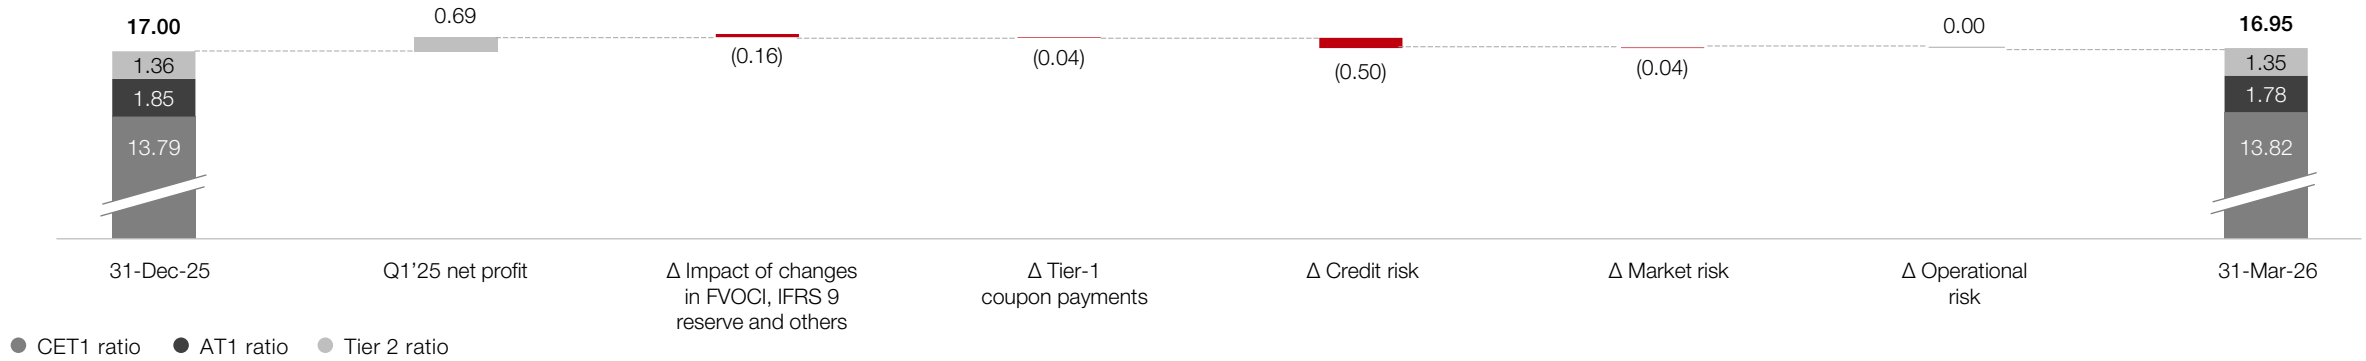 17.00
0.69
(0.16)
(0.04)
(0.50)
(0.04)
0.00
16.95
1.36
1.85
13.79
1.35
1.78
13.82
31-Dec-25
Q1’25 net profit
Δ Impact of changes
in FVOCI, IFRS 9
reserve and others
Δ Tier-1
coupon payments
Δ Credit risk
Δ Market risk
Δ Operational
risk
31-Mar-26
CET1 ratio
AT1 ratio
Tier 2 ratio